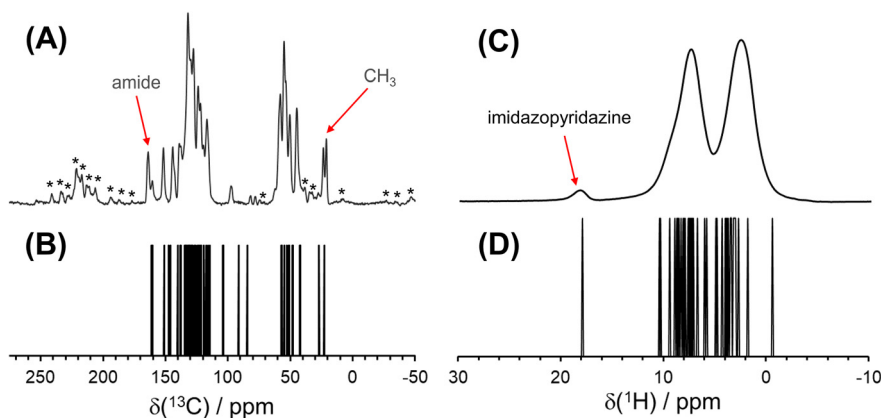 (A)
amide
CH₃
* * * * * * * * * * * * * * * *
(B)
250 200 150 100 50 0 -50
δ(¹³C) / ppm
(C)
imidazopyridazine
(D)
30 20 10 0 -10
δ(¹H) / ppm